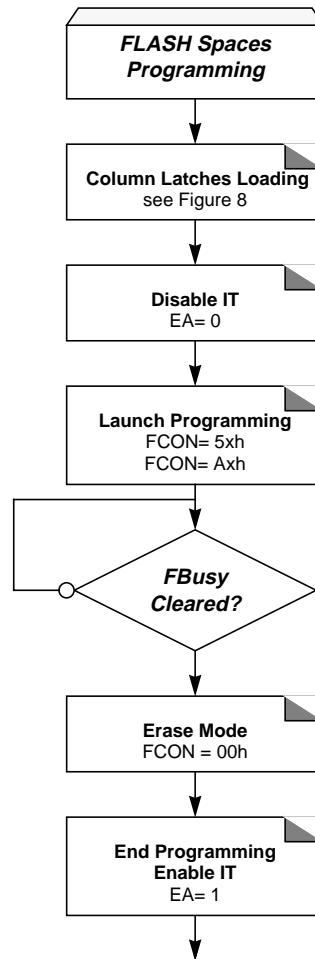 FLASH Spaces
Programming
Column Latches Loading
see Figure 8
Disable IT
EA= 0
Launch Programming
FCON= 5xh
FCON= Axh
FBusy
Cleared?
Erase Mode
FCON = 00h
End Programming
Enable IT
EA= 1